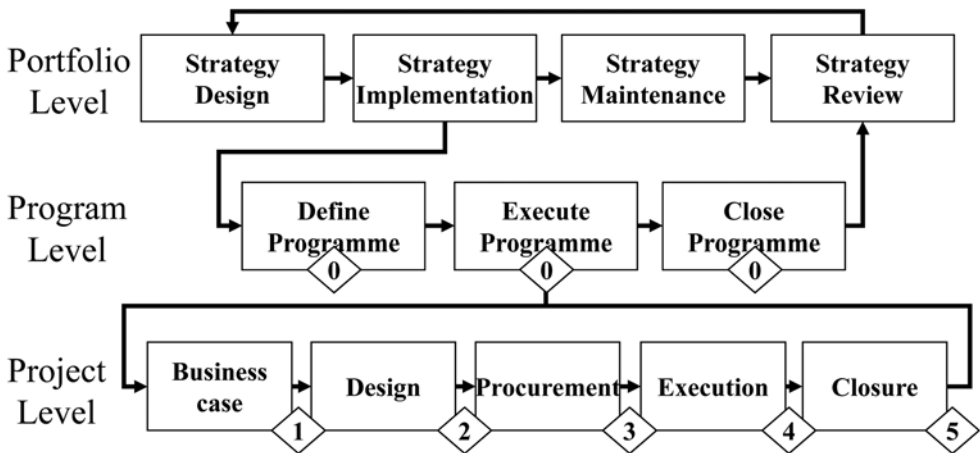 Portfolio
Level
Strategy
Design
Strategy
Implementation
Strategy
Maintenance
Strategy
Review
Program
Level
Define
Programme
0
Execute
Programme
0
Close
Programme
0
Project
Level
Business
case
1
Design
2
Procurement
3
Execution
4
Closure
5